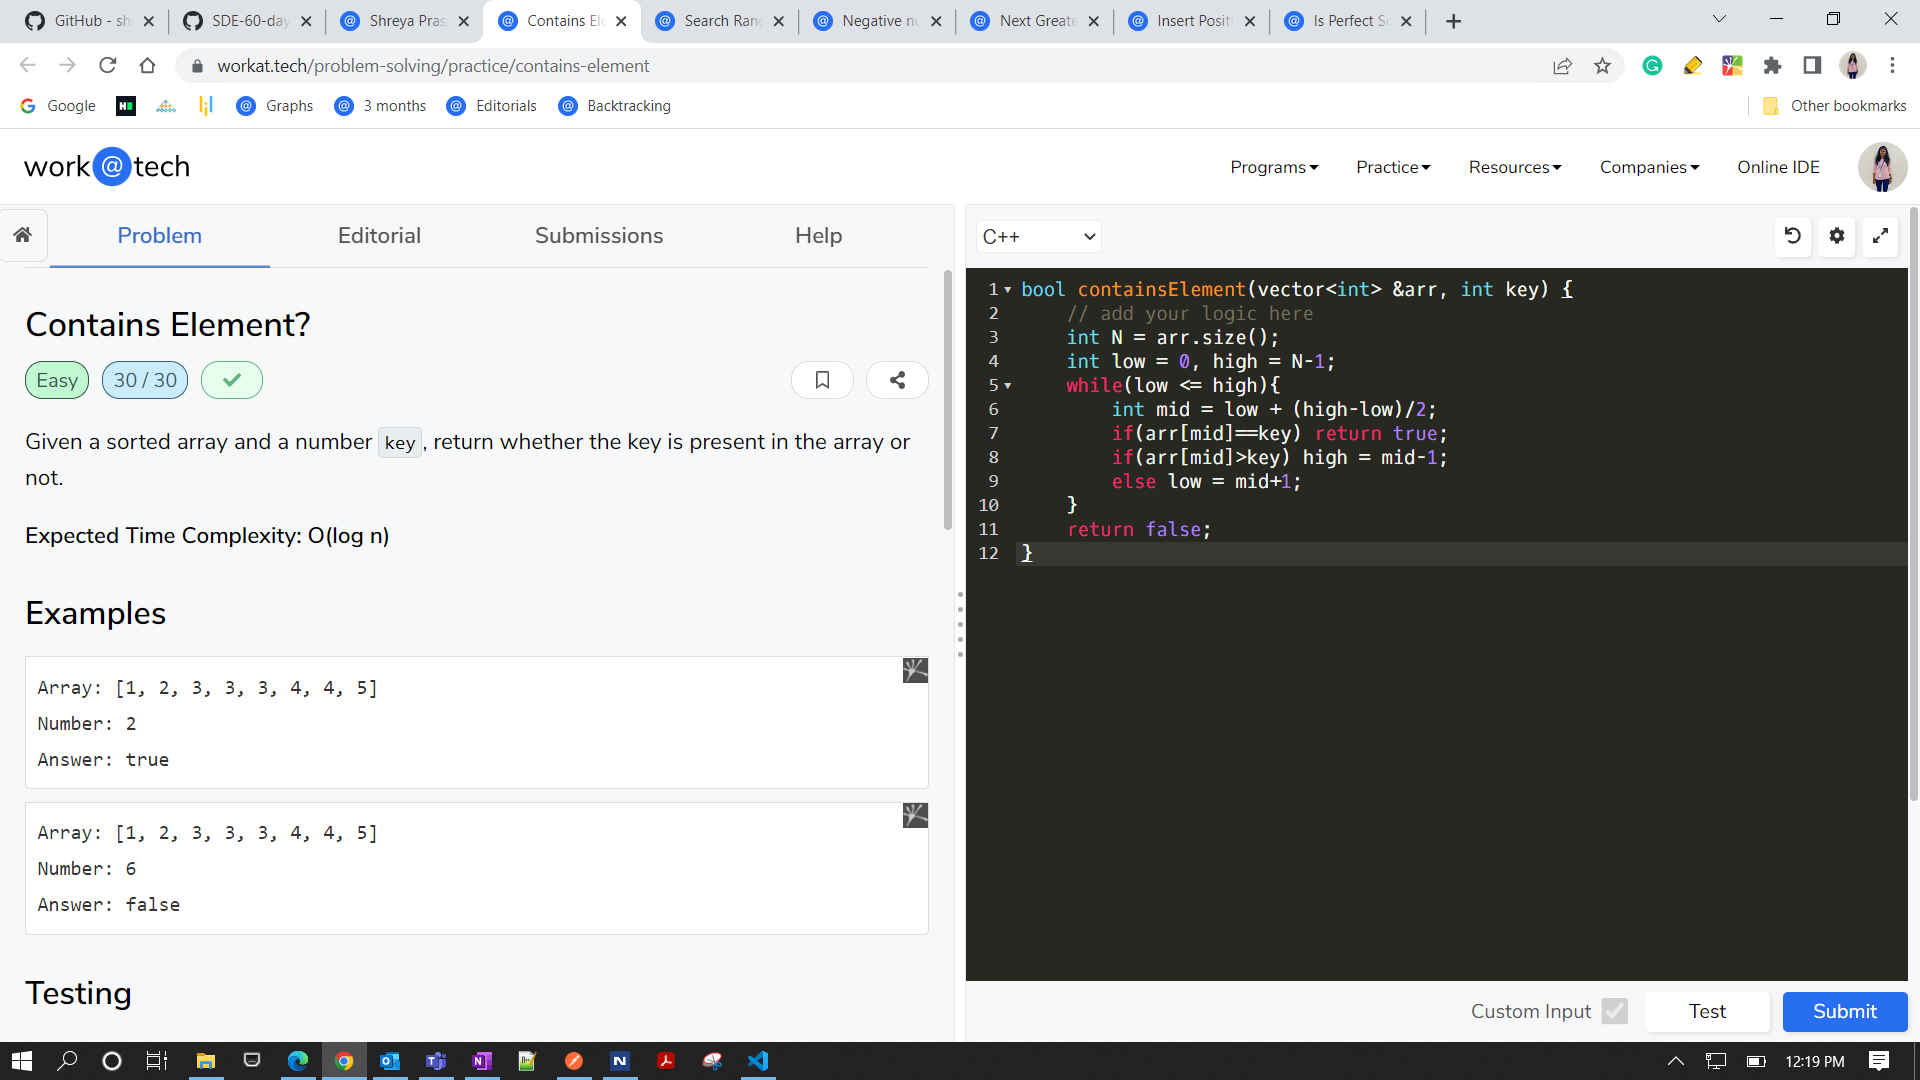 GitHub - sh
SDE-60-day
Shreya Pras
Contains Ele
Search Rang
Negative nu
Next Greate
Insert Positi
Is Perfect Sc
workat.tech/problem-solving/practice/contains-element
Google
Graphs
3 months
Editorials
Backtracking
Other bookmarks
work@tech
Programs
Practice
Resources
Companies
Online IDE
Problem
Editorial
Submissions
Help
Contains Element?
Easy
30 / 30
Given a sorted array and a number key, return whether the key is present in the array or
not.
Expected Time Complexity: O(log n)
Examples
Array: [1, 2, 3, 3, 3, 4, 4, 5]
Number: 2
Answer: true
Array: [1, 2, 3, 3, 3, 4, 4, 5]
Number: 6
Answer: false
Testing
C++
1 bool containsElement(vector<int> &arr, int key) {
2     // add your logic here
3     int N = arr.size();
4     int low = 0, high = N-1;
5     while(low <= high){
6         int mid = low + (high-low)/2;
7         if(arr[mid]==key) return true;
8         if(arr[mid]>key) high = mid-1;
9         else low = mid+1;
10     }
11     return false;
12 }
Custom Input
Test
Submit
12:19 PM